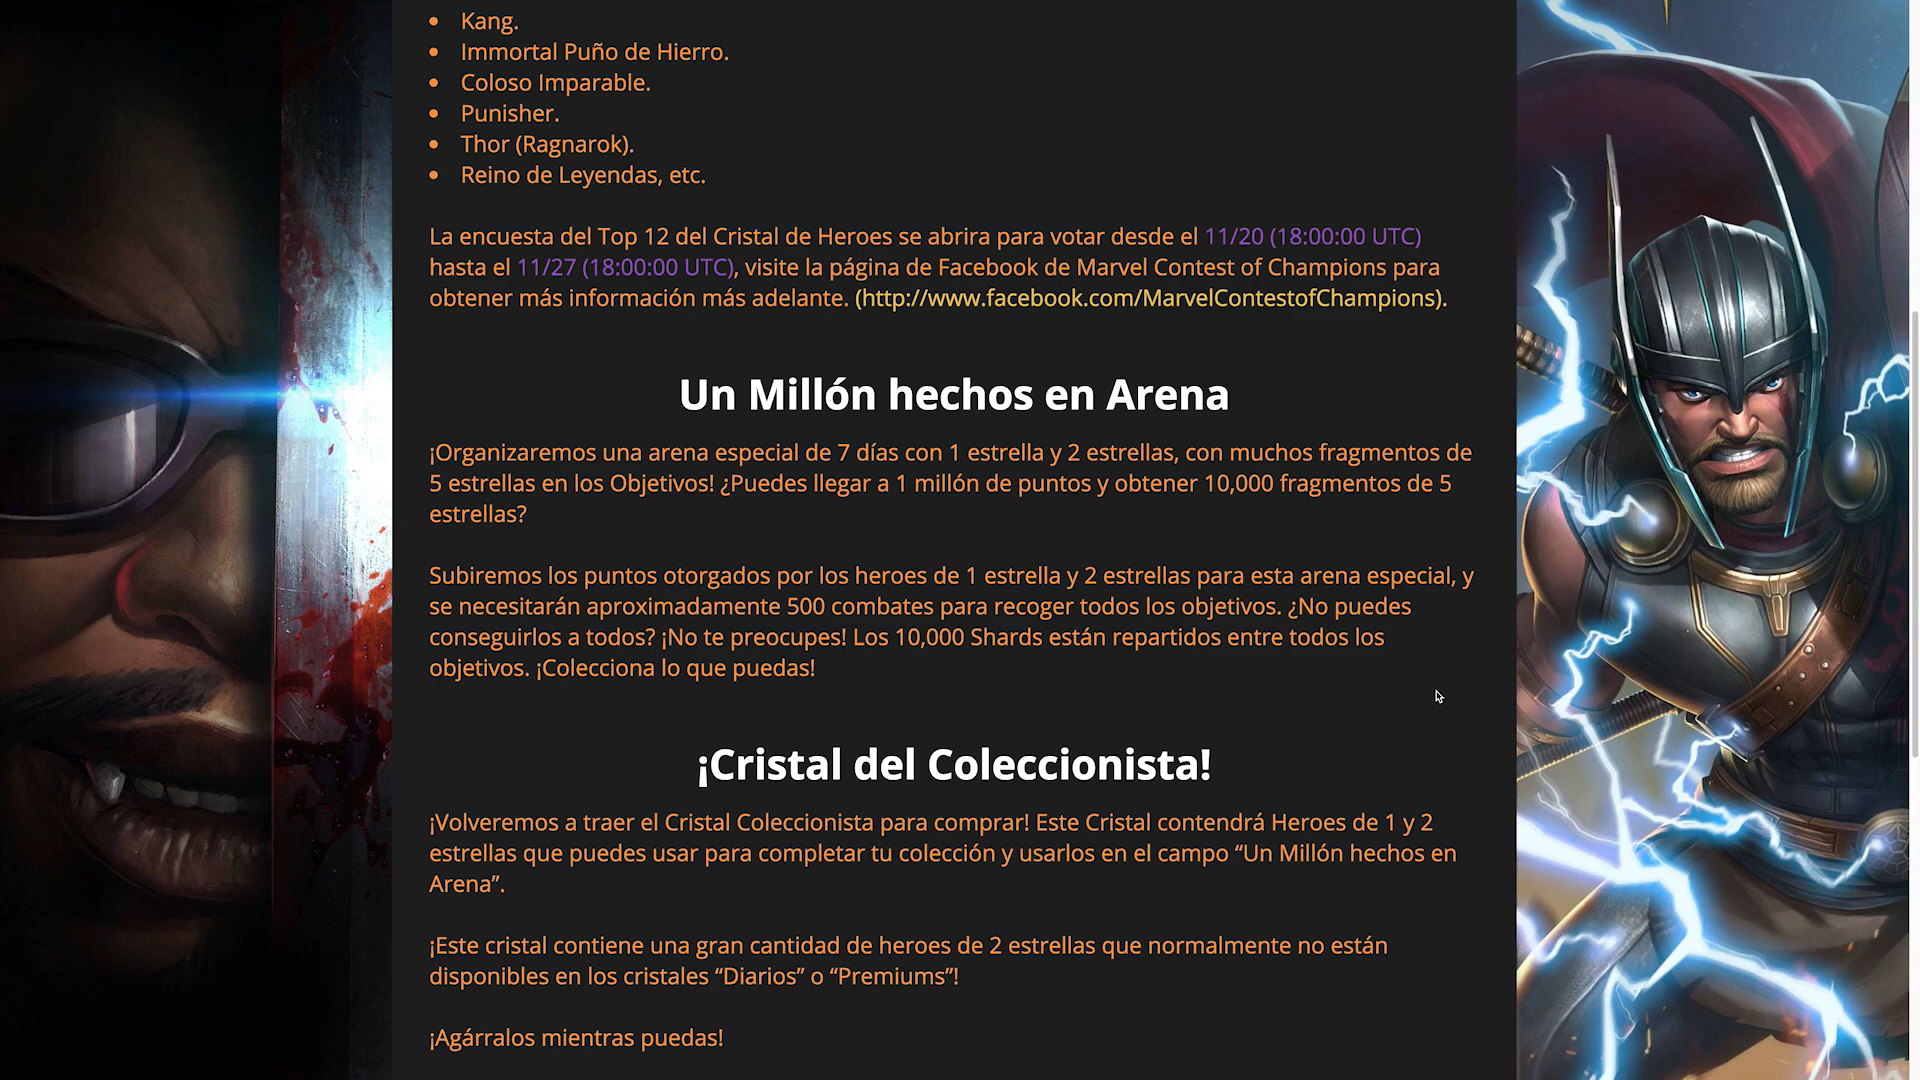 Kang.
Immortal Puño de Hierro.
Coloso Imparable.
Punisher.
Thor (Ragnarok).
Reino de Leyendas, etc.
La encuesta del Top 12 del Cristal de Heroes se abrira para votar desde el 11/20 (18:00:00 UTC)
hasta el 11/27 (18:00:00 UTC), visite la página de Facebook de Marvel Contest of Champions para
obtener más información más adelante. (http://www.facebook.com/MarvelContestofChampions).
Un Millón hechos en Arena
¡Organizaremos una arena especial de 7 días con 1 estrella y 2 estrellas, con muchos fragmentos de
5 estrellas en los Objetivos! ¿Puedes llegar a 1 millón de puntos y obtener 10,000 fragmentos de 5
estrellas?
Subiremos los puntos otorgados por los heroes de 1 estrella y 2 estrellas para esta arena especial, y
se necesitarán aproximadamente 500 combates para recoger todos los objetivos. ¿No puedes
conseguirlos a todos? ¡No te preocupes! Los 10,000 Shards están repartidos entre todos los
objetivos. ¡Colecciona lo que puedas!
¡Cristal del Coleccionista!
¡Volveremos a traer el Cristal Coleccionista para comprar! Este Cristal contendrá Heroes de 1 y 2
estrellas que puedes usar para completar tu colección y usarlos en el campo “Un Millón hechos en
Arena”.
¡Este cristal contiene una gran cantidad de heroes de 2 estrellas que normalmente no están
disponibles en los cristales “Diarios” o “Premiums”!
¡Agárralos mientras puedas!